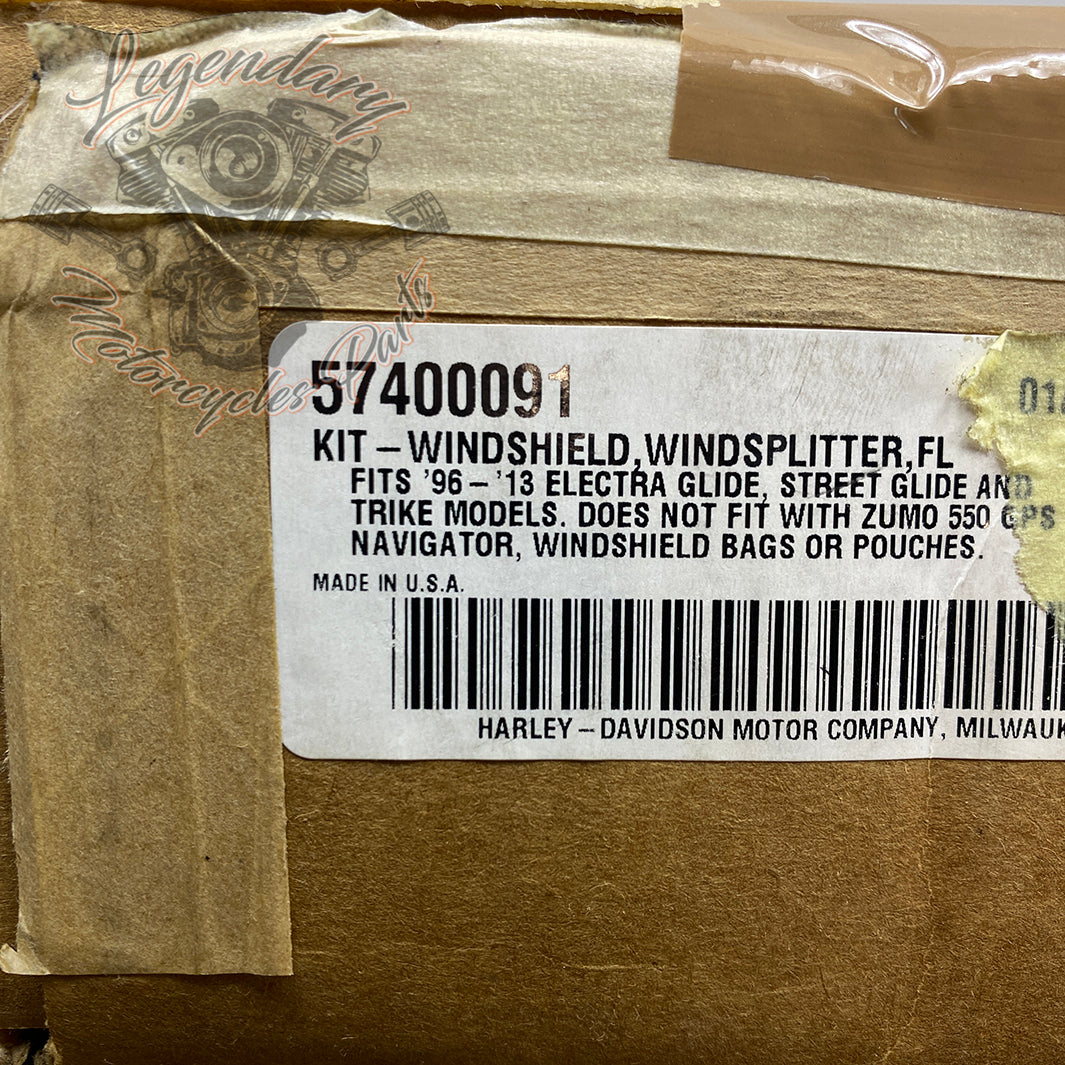 Legendary
Motorcycles Parts
57400091
KIT – WINDSHIELD,WINDSPLITTER,FL
FITS '96 – '13 ELECTRA GLIDE, STREET GLIDE AND
TRIKE MODELS. DOES NOT FIT WITH ZUMO 550 GPS
NAVIGATOR, WINDSHIELD BAGS OR POUCHES.
MADE IN U.S.A.
HARLEY – DAVIDSON MOTOR COMPANY,